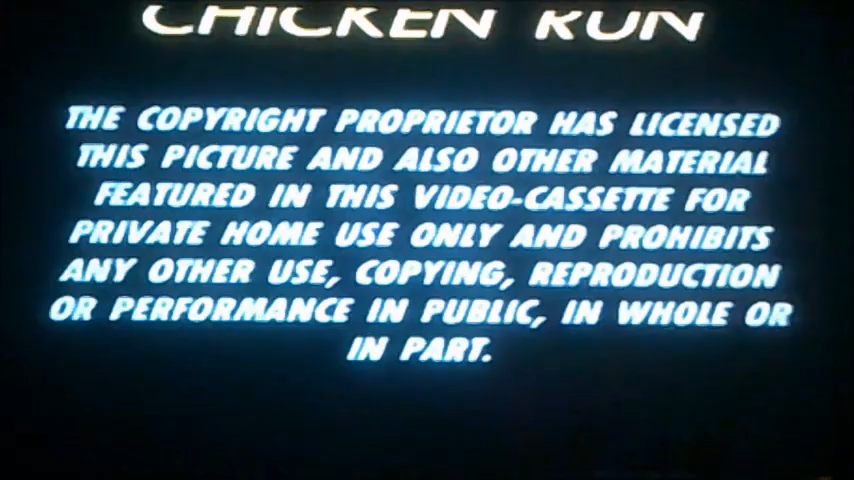 CHICKEN RUN
THE COPYRIGHT PROPRIETOR HAS LICENSED
THIS PICTURE AND ALSO OTHER MATERIAL
FEATURED IN THIS VIDEO-CASSETTE FOR
PRIVATE HOME USE ONLY AND PROHIBITS
ANY OTHER USE, COPYING, REPRODUCTION
OR PERFORMANCE IN PUBLIC, IN WHOLE OR
IN PART.